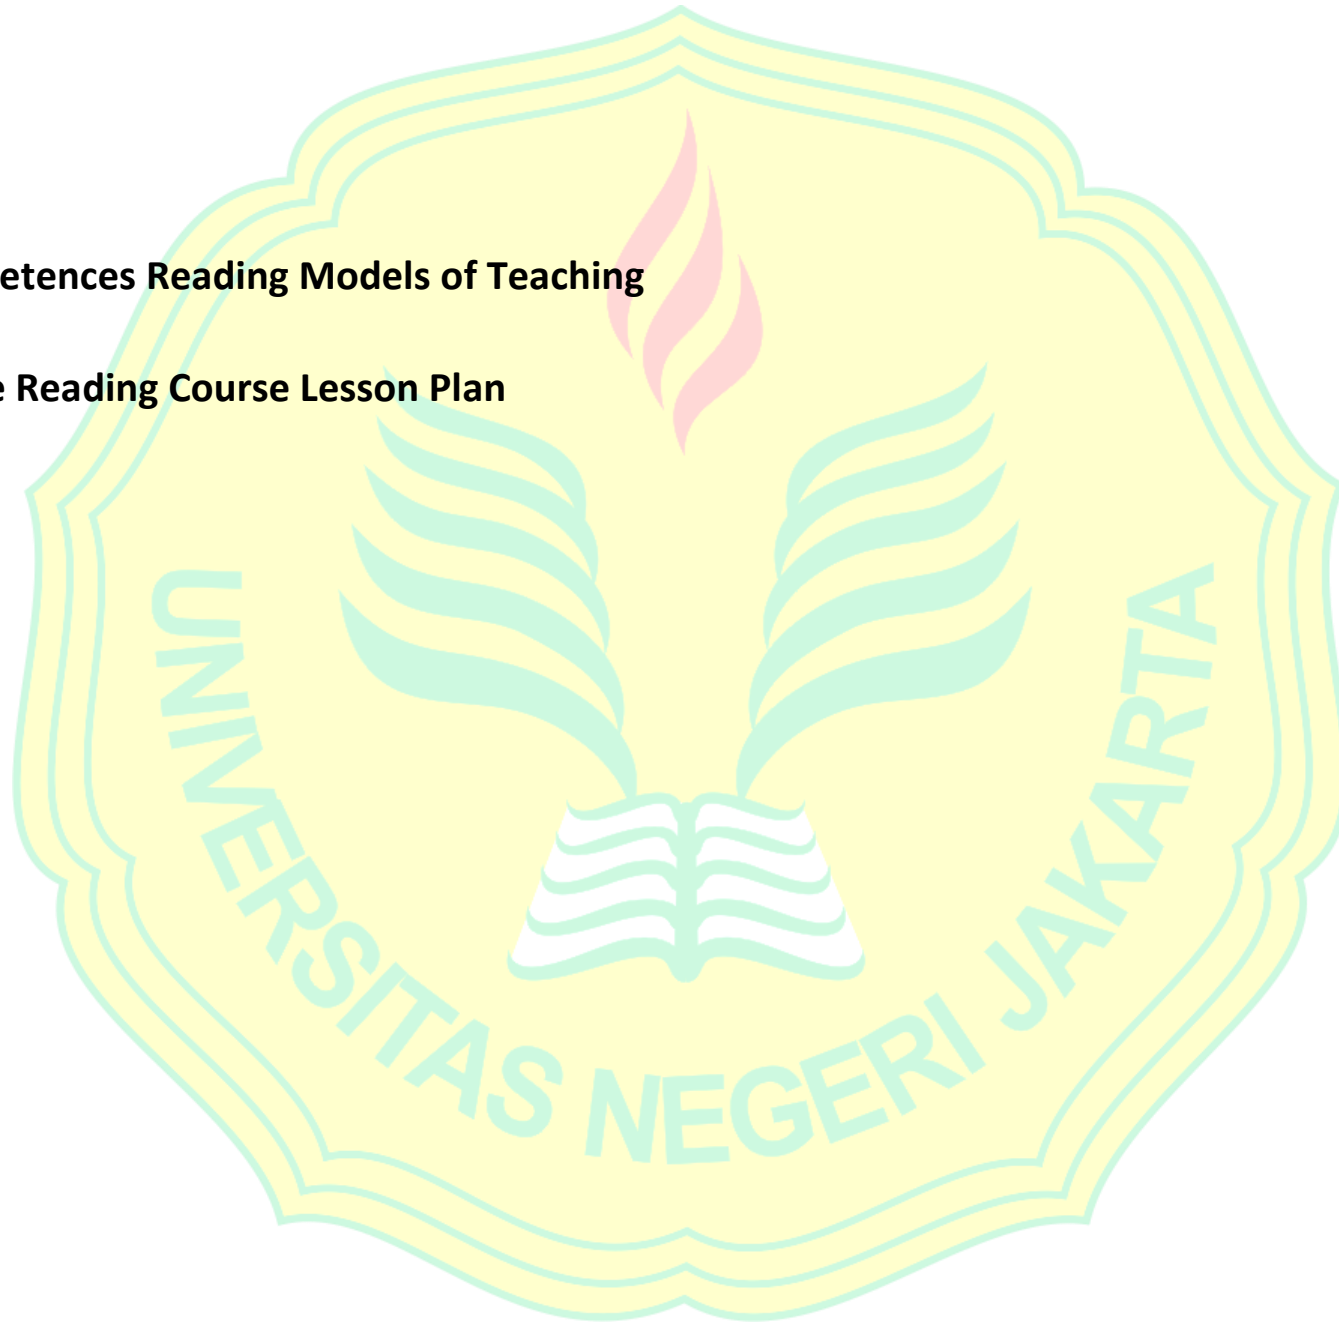 etences Reading Models of Teaching
e Reading Course Lesson Plan
UNIVERSITAS NEGERI JAKARTA